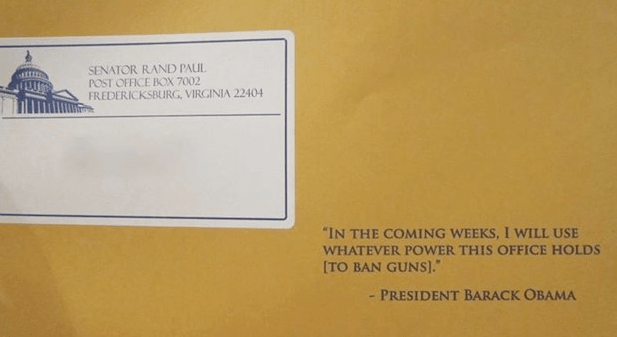 SENATOR RAND PAUL
POST OFFICE BOX 7002
FREDERICKSBURG, VIRGINIA 22404
"IN THE COMING WEEKS, I WILL USE
WHATEVER POWER THIS OFFICE HOLDS
[TO BAN GUNS]."
- PRESIDENT BARACK OBAMA